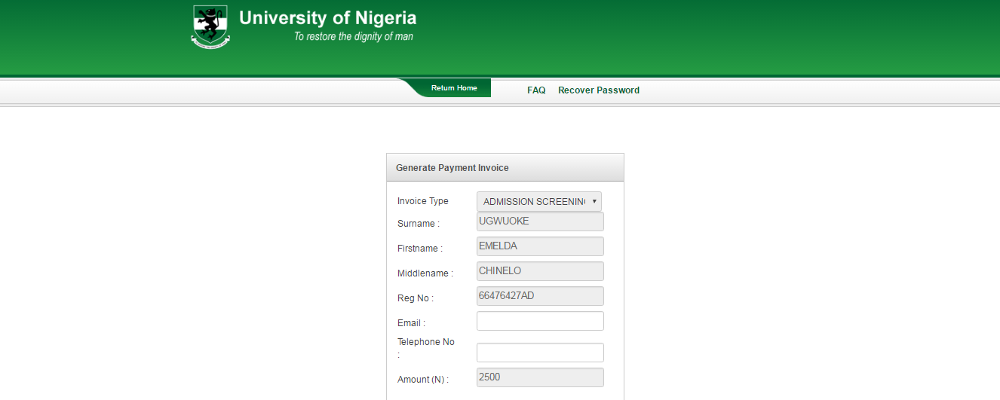 University of Nigeria
To restore the dignity of man
Return Home
FAQ
Recover Password
Generate Payment Invoice
Invoice Type
ADMISSION SCREENIN
Surname :
UGWUOKE
Firstname :
EMELDA
Middlename :
CHINELO
Reg No :
66476427AD
Email :
Telephone No
:
Amount (N) :
2500